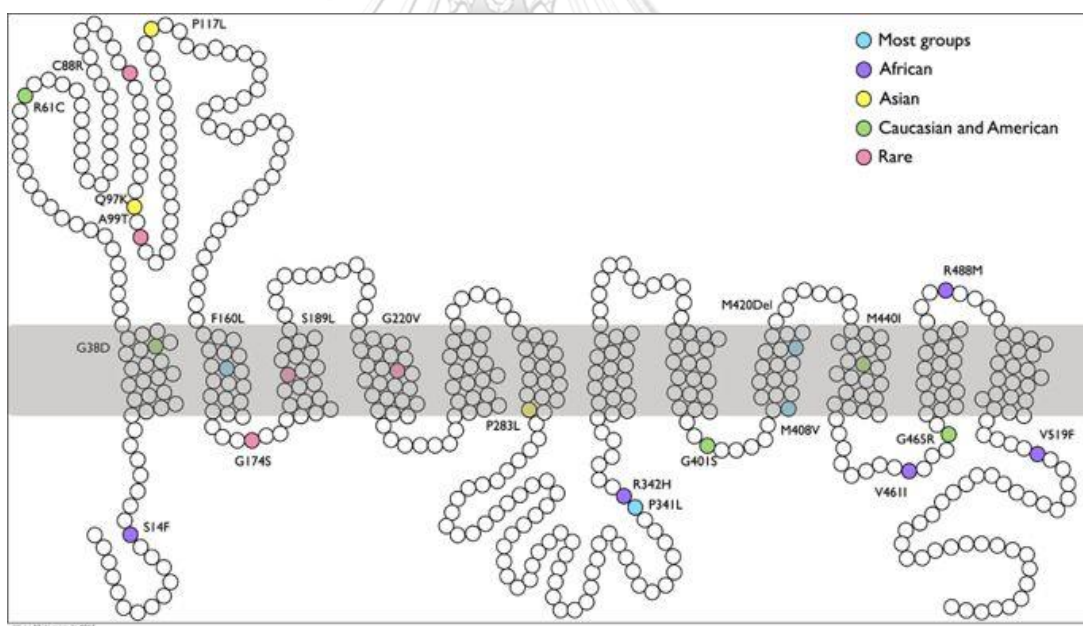 P117L
C88R
R61C
Q97K
A99T
Most groups
African
Asian
Caucasian and American
Rare
R488M
M420Del
F160L
S189L
G220V
M440I
G38D
P283L
M408V
G174S
G401S
G465R
V519F
V461I
R342H
P341L
S14F